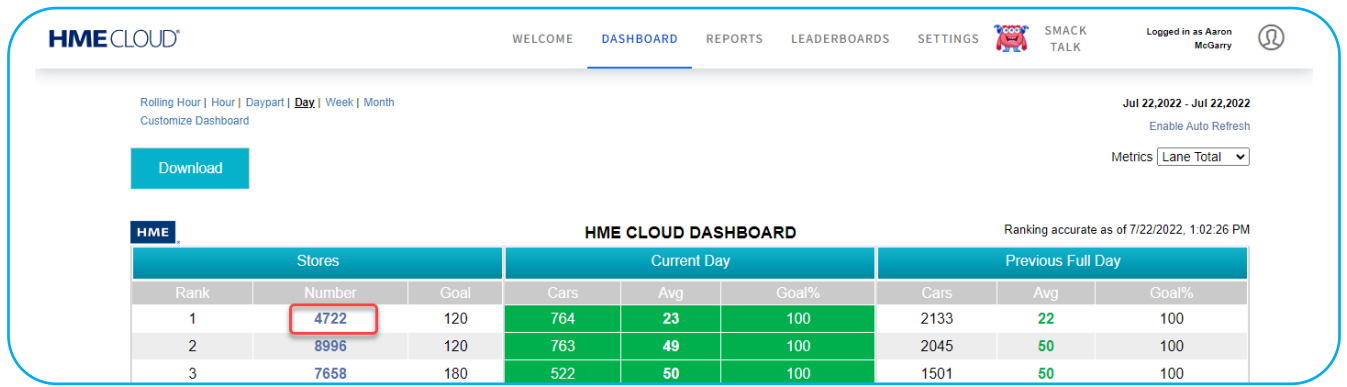 HME CLOUD®
WELCOME DASHBOARD REPORTS LEADERBOARDS SETTINGS SMACK TALK Logged in as Aaron McGarry
Rolling Hour | Hour | Daypart | Day | Week | Month
Jul 22,2022 - Jul 22,2022
Customize Dashboard
Enable Auto Refresh
Metrics Lane Total
Download
HME HME CLOUD DASHBOARD Ranking accurate as of 7/22/2022, 1:02:26 PM
Stores Current Day Previous Full Day
Rank Number Goal Cars Avg Goal% Cars Avg Goal%
1 4722 120 764 23 100 2133 22 100
2 8996 120 763 49 100 2045 50 100
3 7658 180 522 50 100 1501 50 100